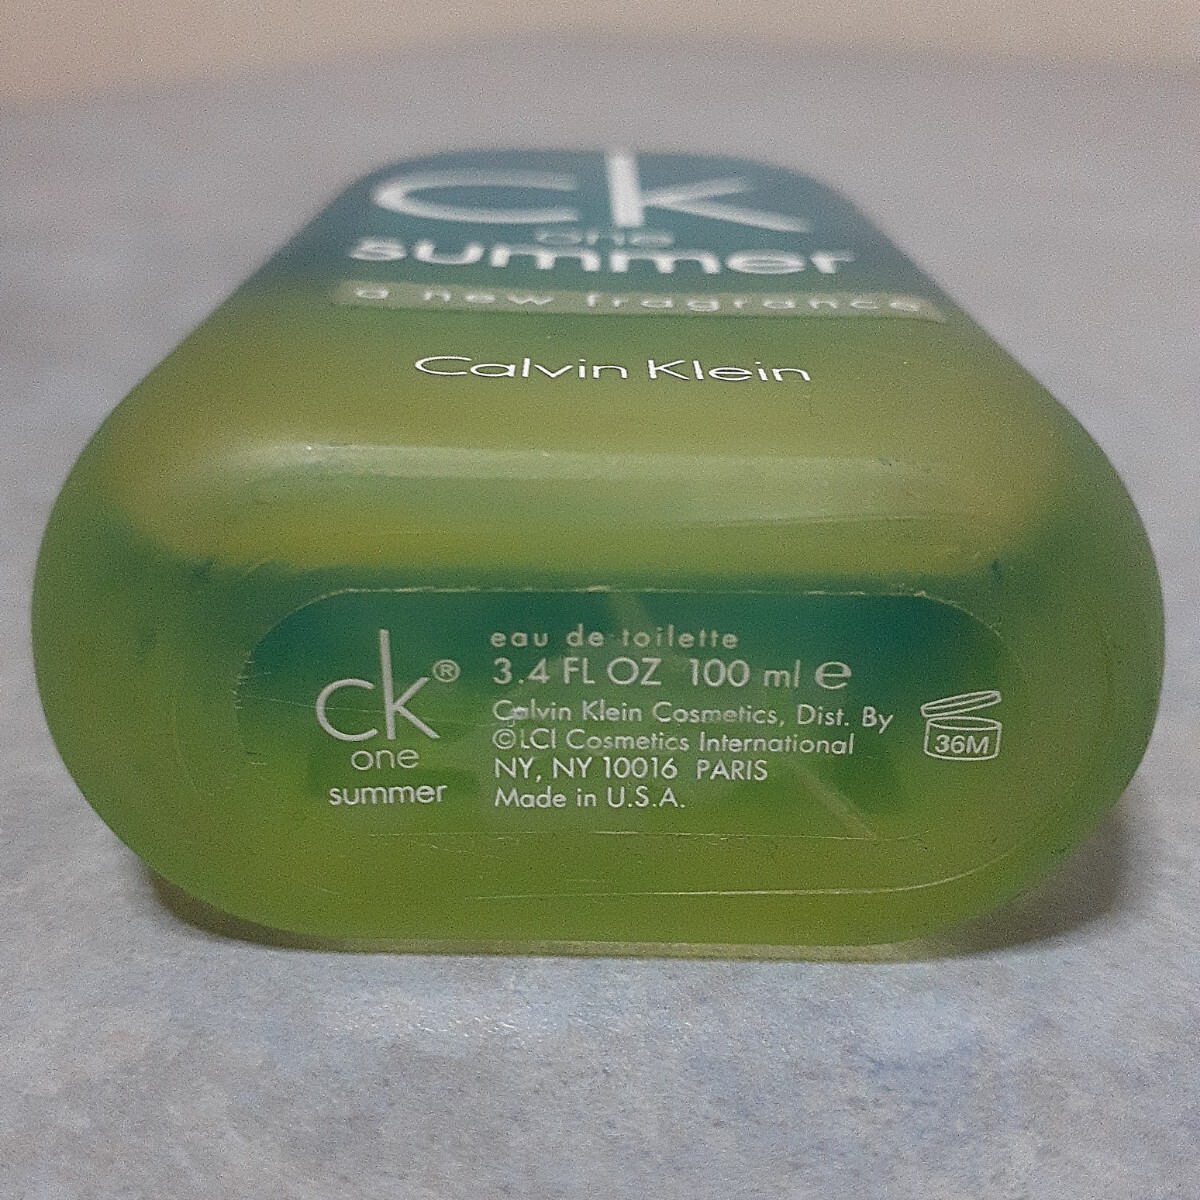 ck
one
summer
a new fragrance
Calvin Klein
ck®
one
summer
eau de toilette
3.4 FL OZ 100 ml ℮
Calvin Klein Cosmetics, Dist. By
©LCI Cosmetics International
NY, NY 10016 PARIS
Made in U.S.A.
36M